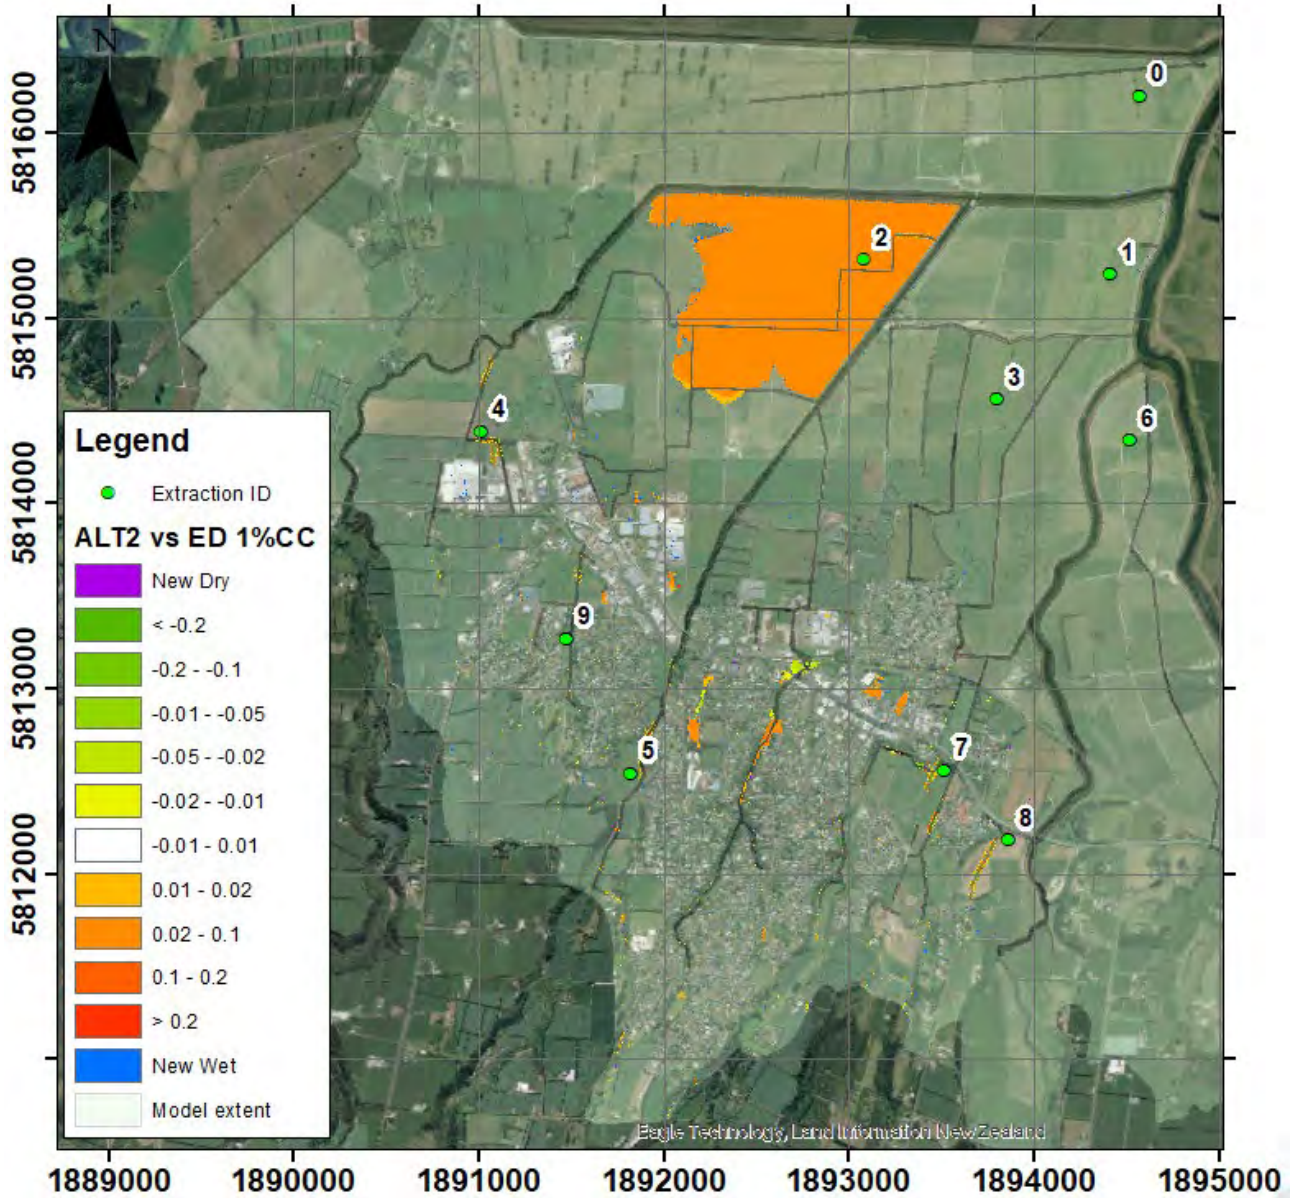 N
0
5816000
2
1
5815000
3
4
6
Legend
Extraction ID
5814000
ALT2 vs ED 1%CC
New Dry
< -0.2
9
-0.2 - -0.1
5813000
-0.01 - -0.05
-0.05 - -0.02
5
7
-0.02 - -0.01
8
-0.01 - 0.01
5812000
0.01 - 0.02
0.02 - 0.1
0.1 - 0.2
> 0.2
New Wet
Model extent
Eagle Technology, Land Information New Zealand
1889000 1890000 1891000 1892000 1893000 1894000 1895000